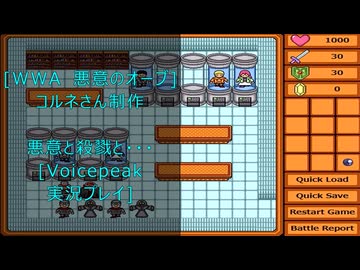 [WWA 悪意のオーブ]
コルネさん制作
悪意と殺戮と・・・
[Voicepeak
実況プレイ]
1000
30
30
0
Quick Load
Quick Save
Restart Game
Battle Report